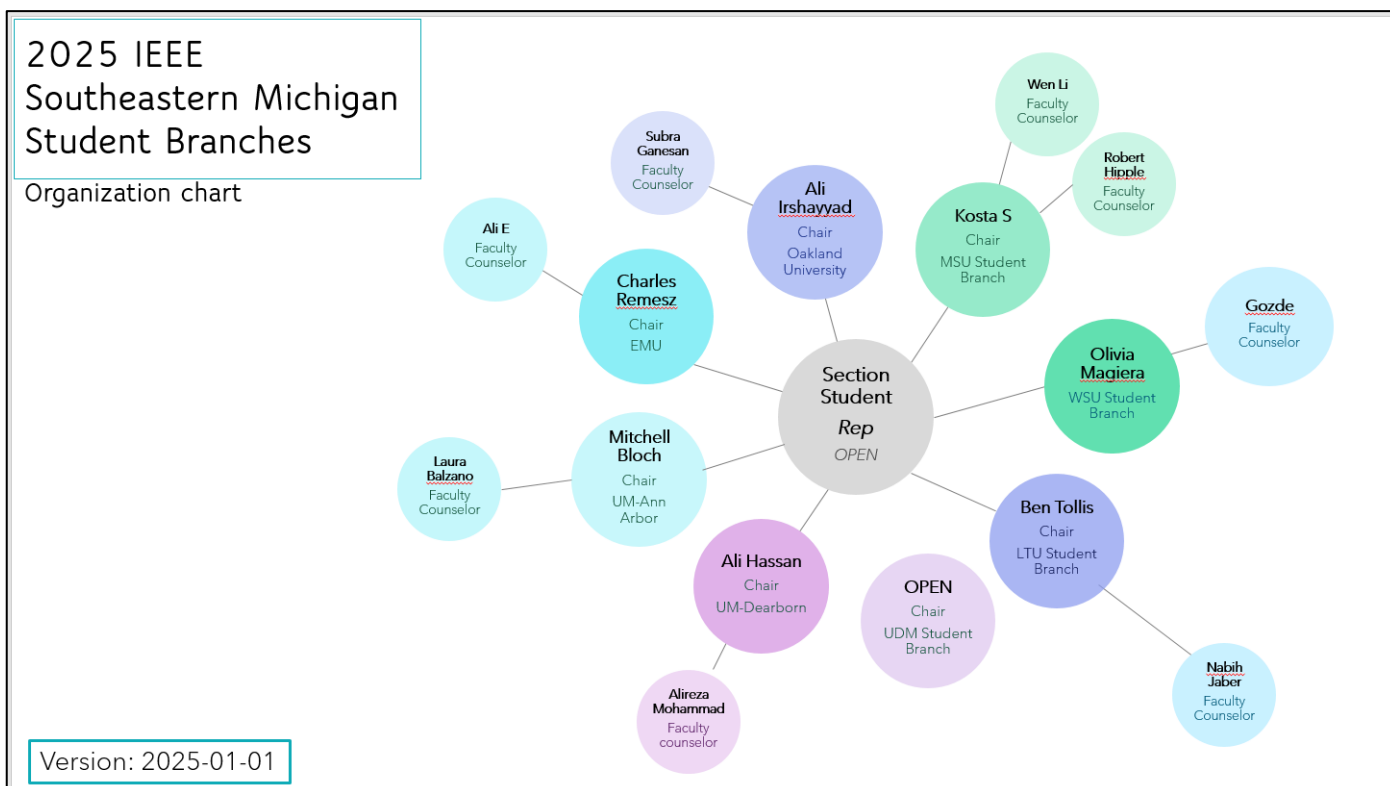 2025 IEEE
Southeastern Michigan
Student Branches
Organization chart
Wen Li
Faculty
Counselor
Subra
Ganesan
Faculty
Counselor
Robert
Hipple
Faculty
Counselor
Ali
Irshayyad
Chair
Oakland
University
Kosta S
Chair
MSU Student
Branch
Ali E
Faculty
Counselor
Charles
Remesz
Chair
EMU
Gozde
Faculty
Counselor
Olivia
Magiera
WSU Student
Branch
Section
Student
Rep
OPEN
Mitchell
Bloch
Chair
UM-Ann
Arbor
Laura
Balzano
Faculty
Counselor
Ben Tollis
Chair
LTU Student
Branch
Ali Hassan
Chair
UM-Dearborn
OPEN
Chair
UDM Student
Branch
Nabih
Jaber
Faculty
Counselor
Alireza
Mohammad
Faculty
counselor
Version: 2025-01-01